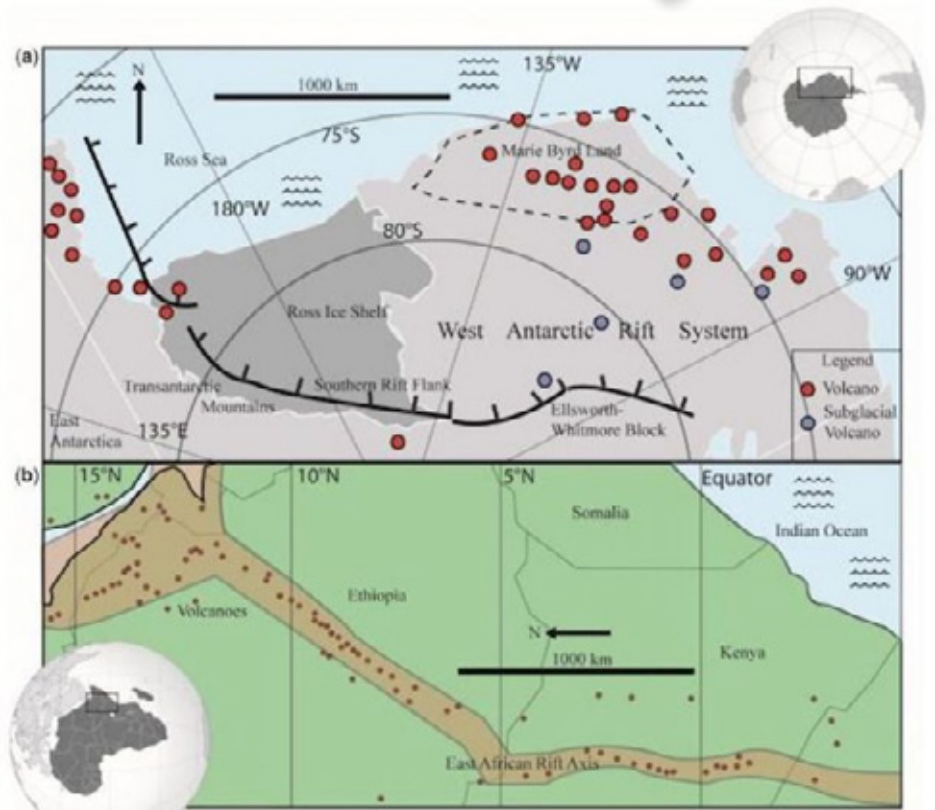 (a)
N
1000 km
135°W
75°S
Ross Sea
Marie Byrd Land
180°W
80°S
90°W
Ross Ice Shelf
West Antarctic Rift System
Legend
Volcano
Subglacial
Volcano
Transantarctic
Mountains
Southern Rift Flank
Ellsworth-
Whitmore Block
East
Antarctica
135°E
(b)
15°N
10°N
5°N
Equator
Somalia
Indian Ocean
Ethiopia
Volcanoes
N
1000 km
Kenya
East African Rift Axis